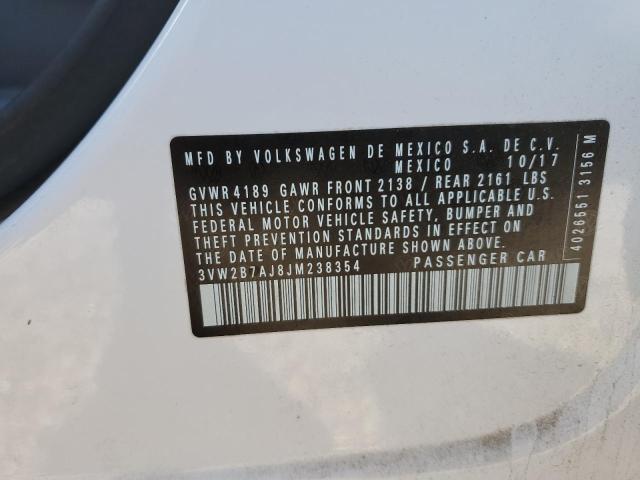 MFD BY VOLKSWAGEN DE MEXICO S.A. DE C.V.
MEXICO 10/17
GVWR 4189 GAWR FRONT 2138 / REAR 2161 LBS
THIS VEHICLE CONFORMS TO ALL APPLICABLE U.S.
FEDERAL MOTOR VEHICLE SAFETY, BUMPER AND
THEFT PREVENTION STANDARDS IN EFFECT ON
THE DATE OF MANUFACTURE SHOWN ABOVE.
3VW2B7AJ8JM238354 PASSENGER CAR
4026551 3156 M